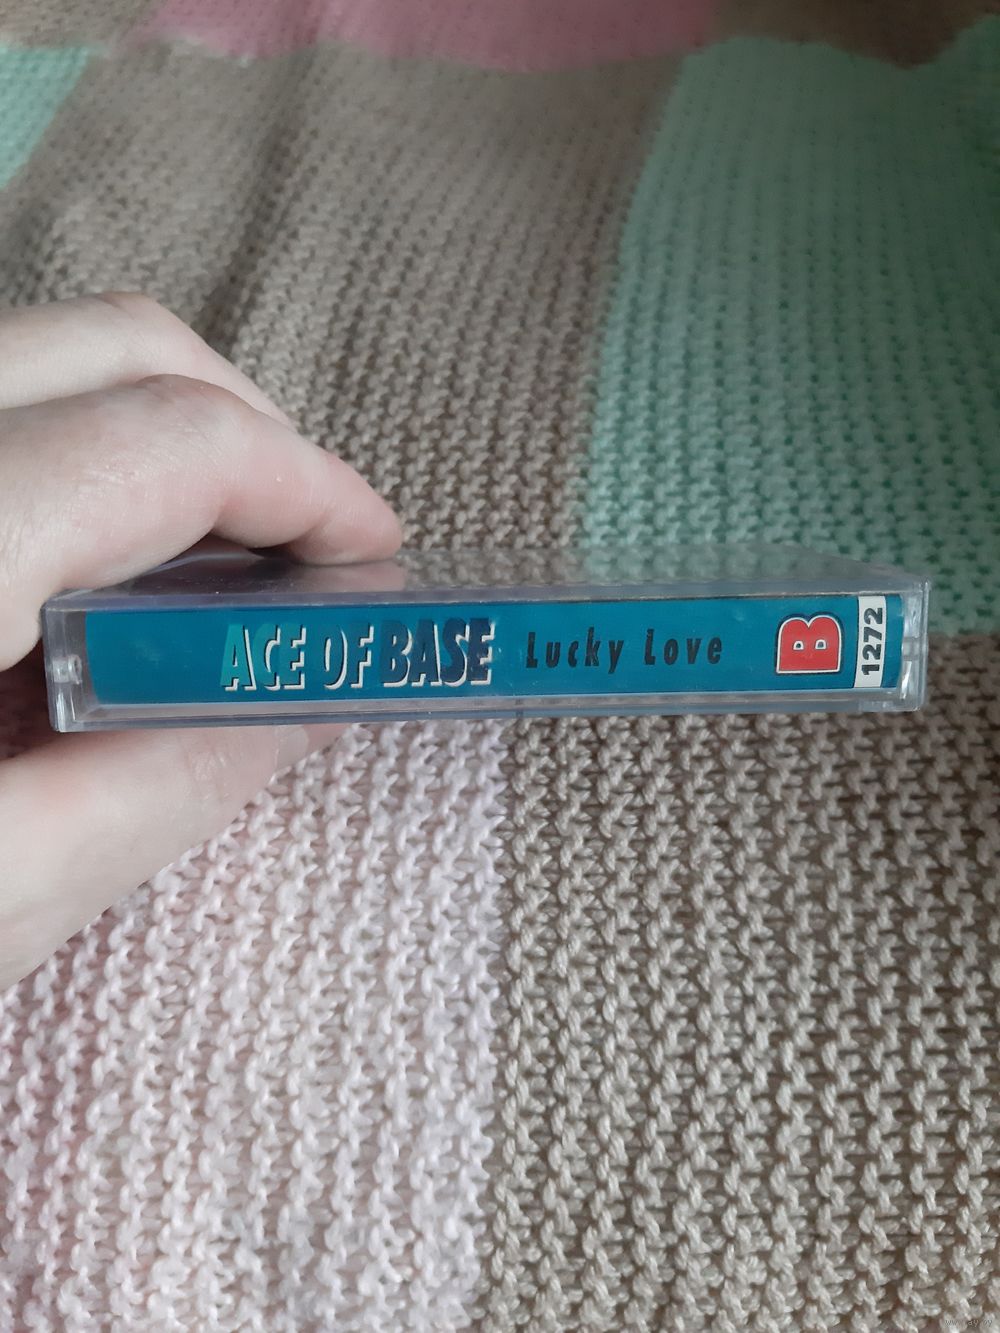 ACE OF BASE Lucky Love B 1272